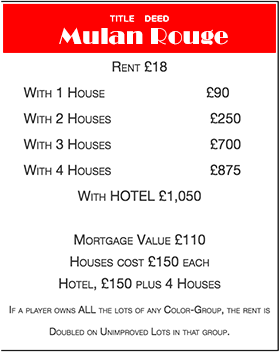 TITLE DEED
Mulan Rouge
RENT £18
WITH 1 HOUSE £90
WITH 2 HOUSES £250
WITH 3 HOUSES £700
WITH 4 HOUSES £875
WITH HOTEL £1,050
MORTGAGE VALUE £110
HOUSES COST £150 EACH
HOTEL, £150 PLUS 4 HOUSES
IF A PLAYER OWNS ALL THE LOTS OF ANY COLOR-GROUP, THE RENT IS
DOUBLED ON UNIMPROVED LOTS IN THAT GROUP.